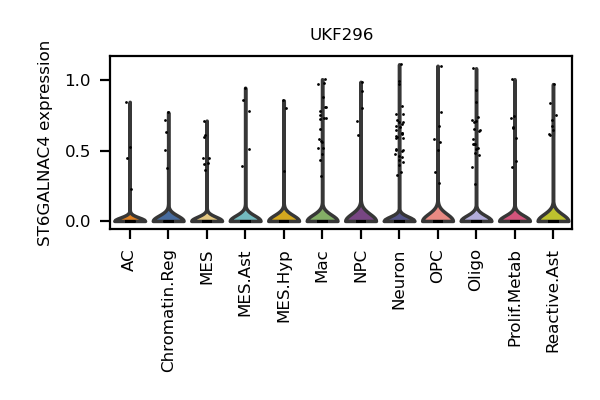 UKF296
ST6GALNAC4 expression
1.0
0.5
0.0
AC
Chromatin.Reg
MES
MES.Ast
MES.Hyp
Mac
NPC
Neuron
OPC
Oligo
Prolif.Metab
Reactive.Ast